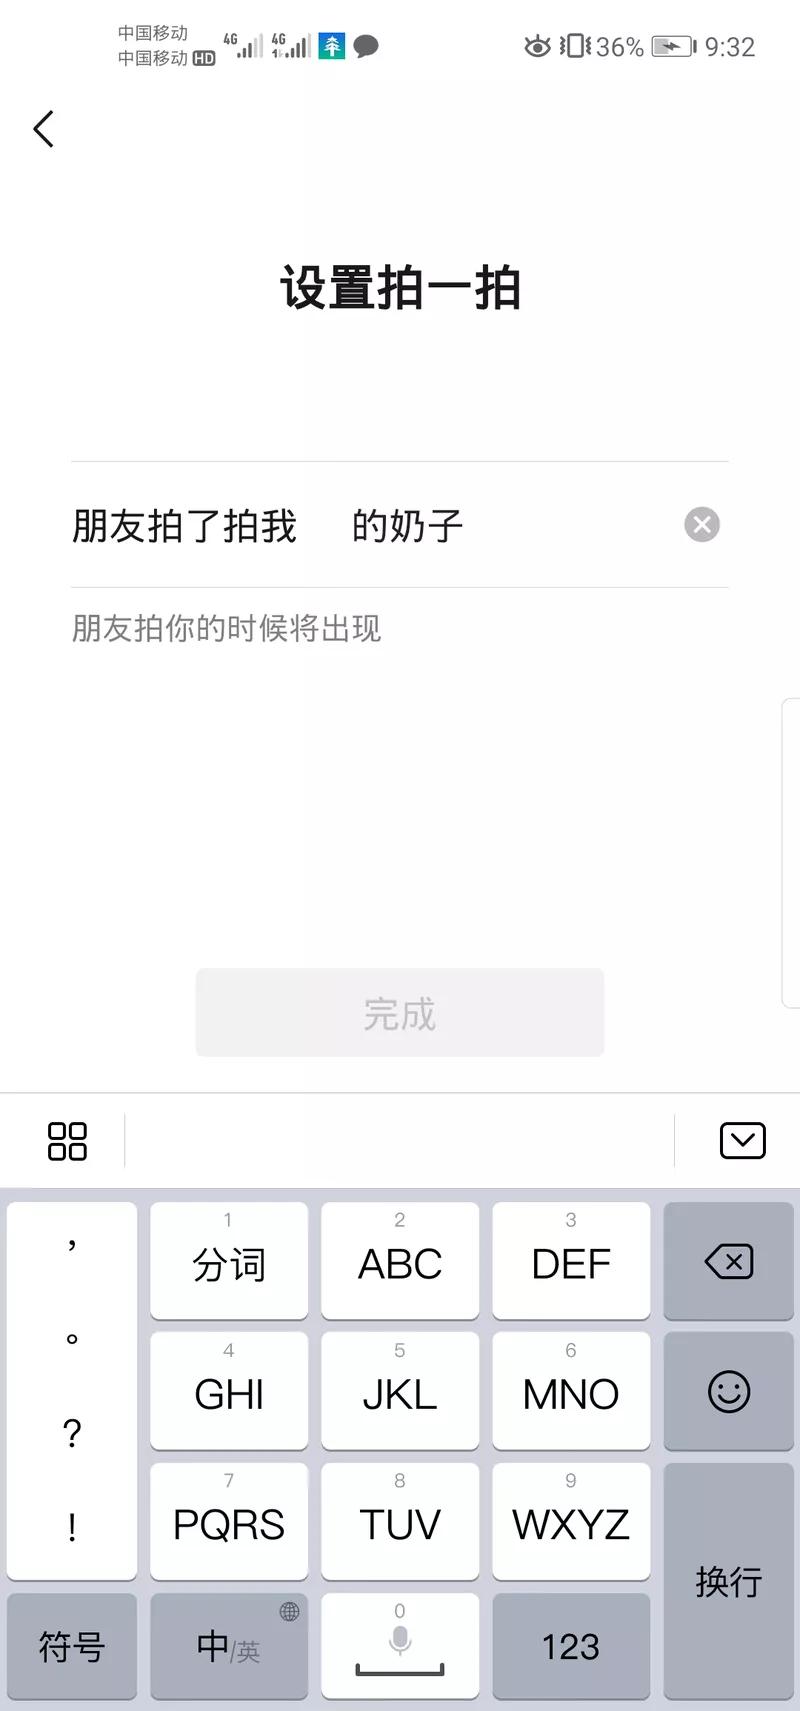 中国移动
中国移动 HD 4G 4G 36% 9:32
设置拍一拍
朋友拍了拍我 的奶子
朋友拍你的时候将出现
完成
，
。
?
!
1 2 3
分词 ABC DEF
4 5 6
GHI JKL MNO
7 8 9
PQRS TUV WXYZ
换行
0
符号 中/英 123